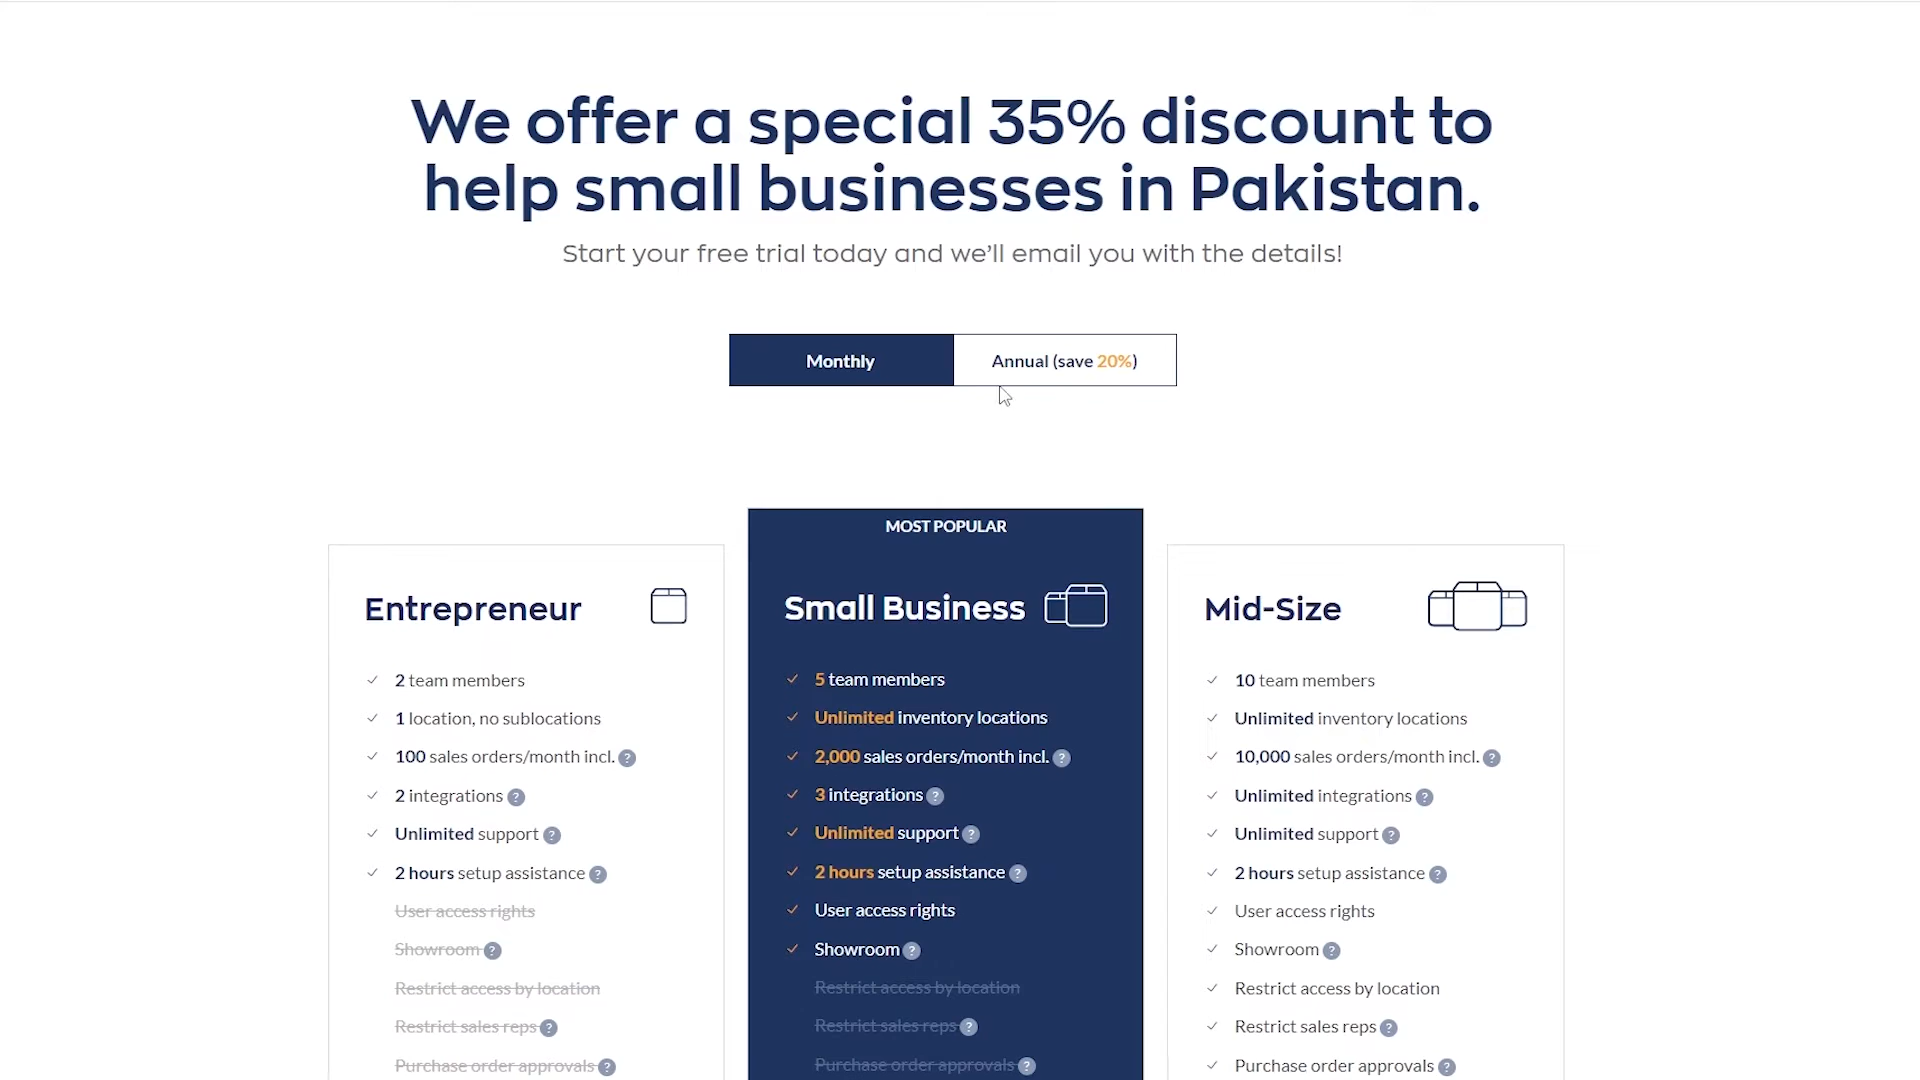 We offer a special 35% discount to
help small businesses in Pakistan.
Start your free trial today and we'll email you with the details!
Monthly
Annual (save 20%)
Entrepreneur
2 team members
1 location, no sublocations
100 sales orders/month incl. ?
2 integrations ?
Unlimited support ?
2 hours setup assistance ?
User access rights
Showroom ?
Restrict access by location
Restrict sales reps ?
Purchase order approvals ?
MOST POPULAR
Small Business
5 team members
Unlimited inventory locations
2,000 sales orders/month incl. ?
3 integrations ?
Unlimited support ?
2 hours setup assistance ?
User access rights
Showroom ?
Restrict access by location
Restrict sales reps ?
Purchase order approvals ?
Mid-Size
10 team members
Unlimited inventory locations
10,000 sales orders/month incl. ?
Unlimited integrations ?
Unlimited support ?
2 hours setup assistance ?
User access rights
Showroom ?
Restrict access by location
Restrict sales reps ?
Purchase order approvals ?